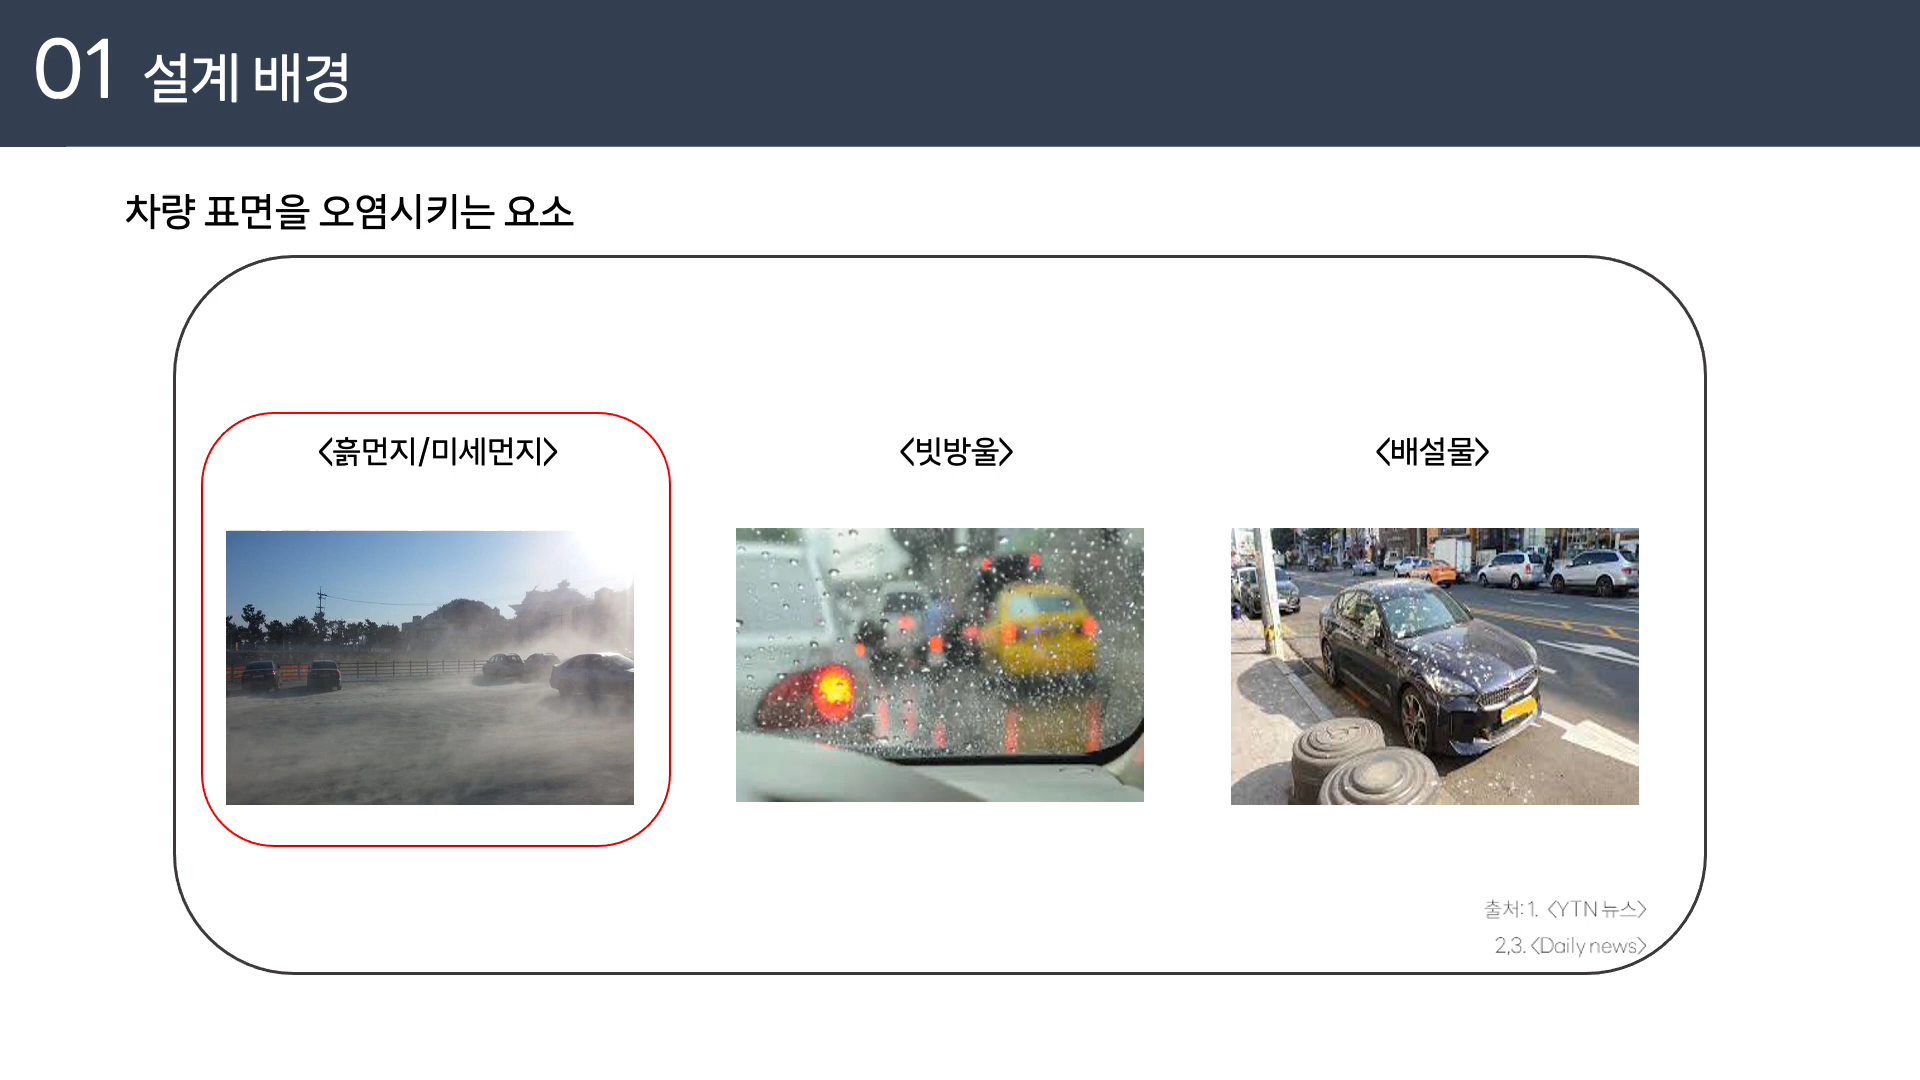 01 설계 배경
차량 표면을 오염시키는 요소
<흙먼지/미세먼지>
<빗방울>
<배설물>
출처: 1. <YTN 뉴스>
2,3. <Daily news>